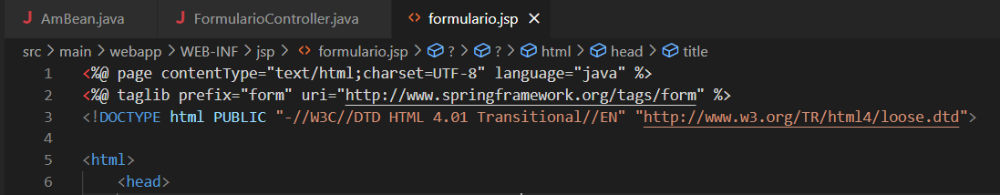 J AmBean.java J FormularioController.java <> formulario.jsp ×
src > main > webapp > WEB-INF > jsp > <> formulario.jsp > ? > ? > html > head > title
1 <%@ page contentType="text/html;charset=UTF-8" language="java" %>
2 <%@ taglib prefix="form" uri="http://www.springframework.org/tags/form" %>
3 <!DOCTYPE html PUBLIC "-//W3C//DTD HTML 4.01 Transitional//EN" "http://www.w3.org/TR/html4/loose.dtd">
4
5 <html>
6 <head>